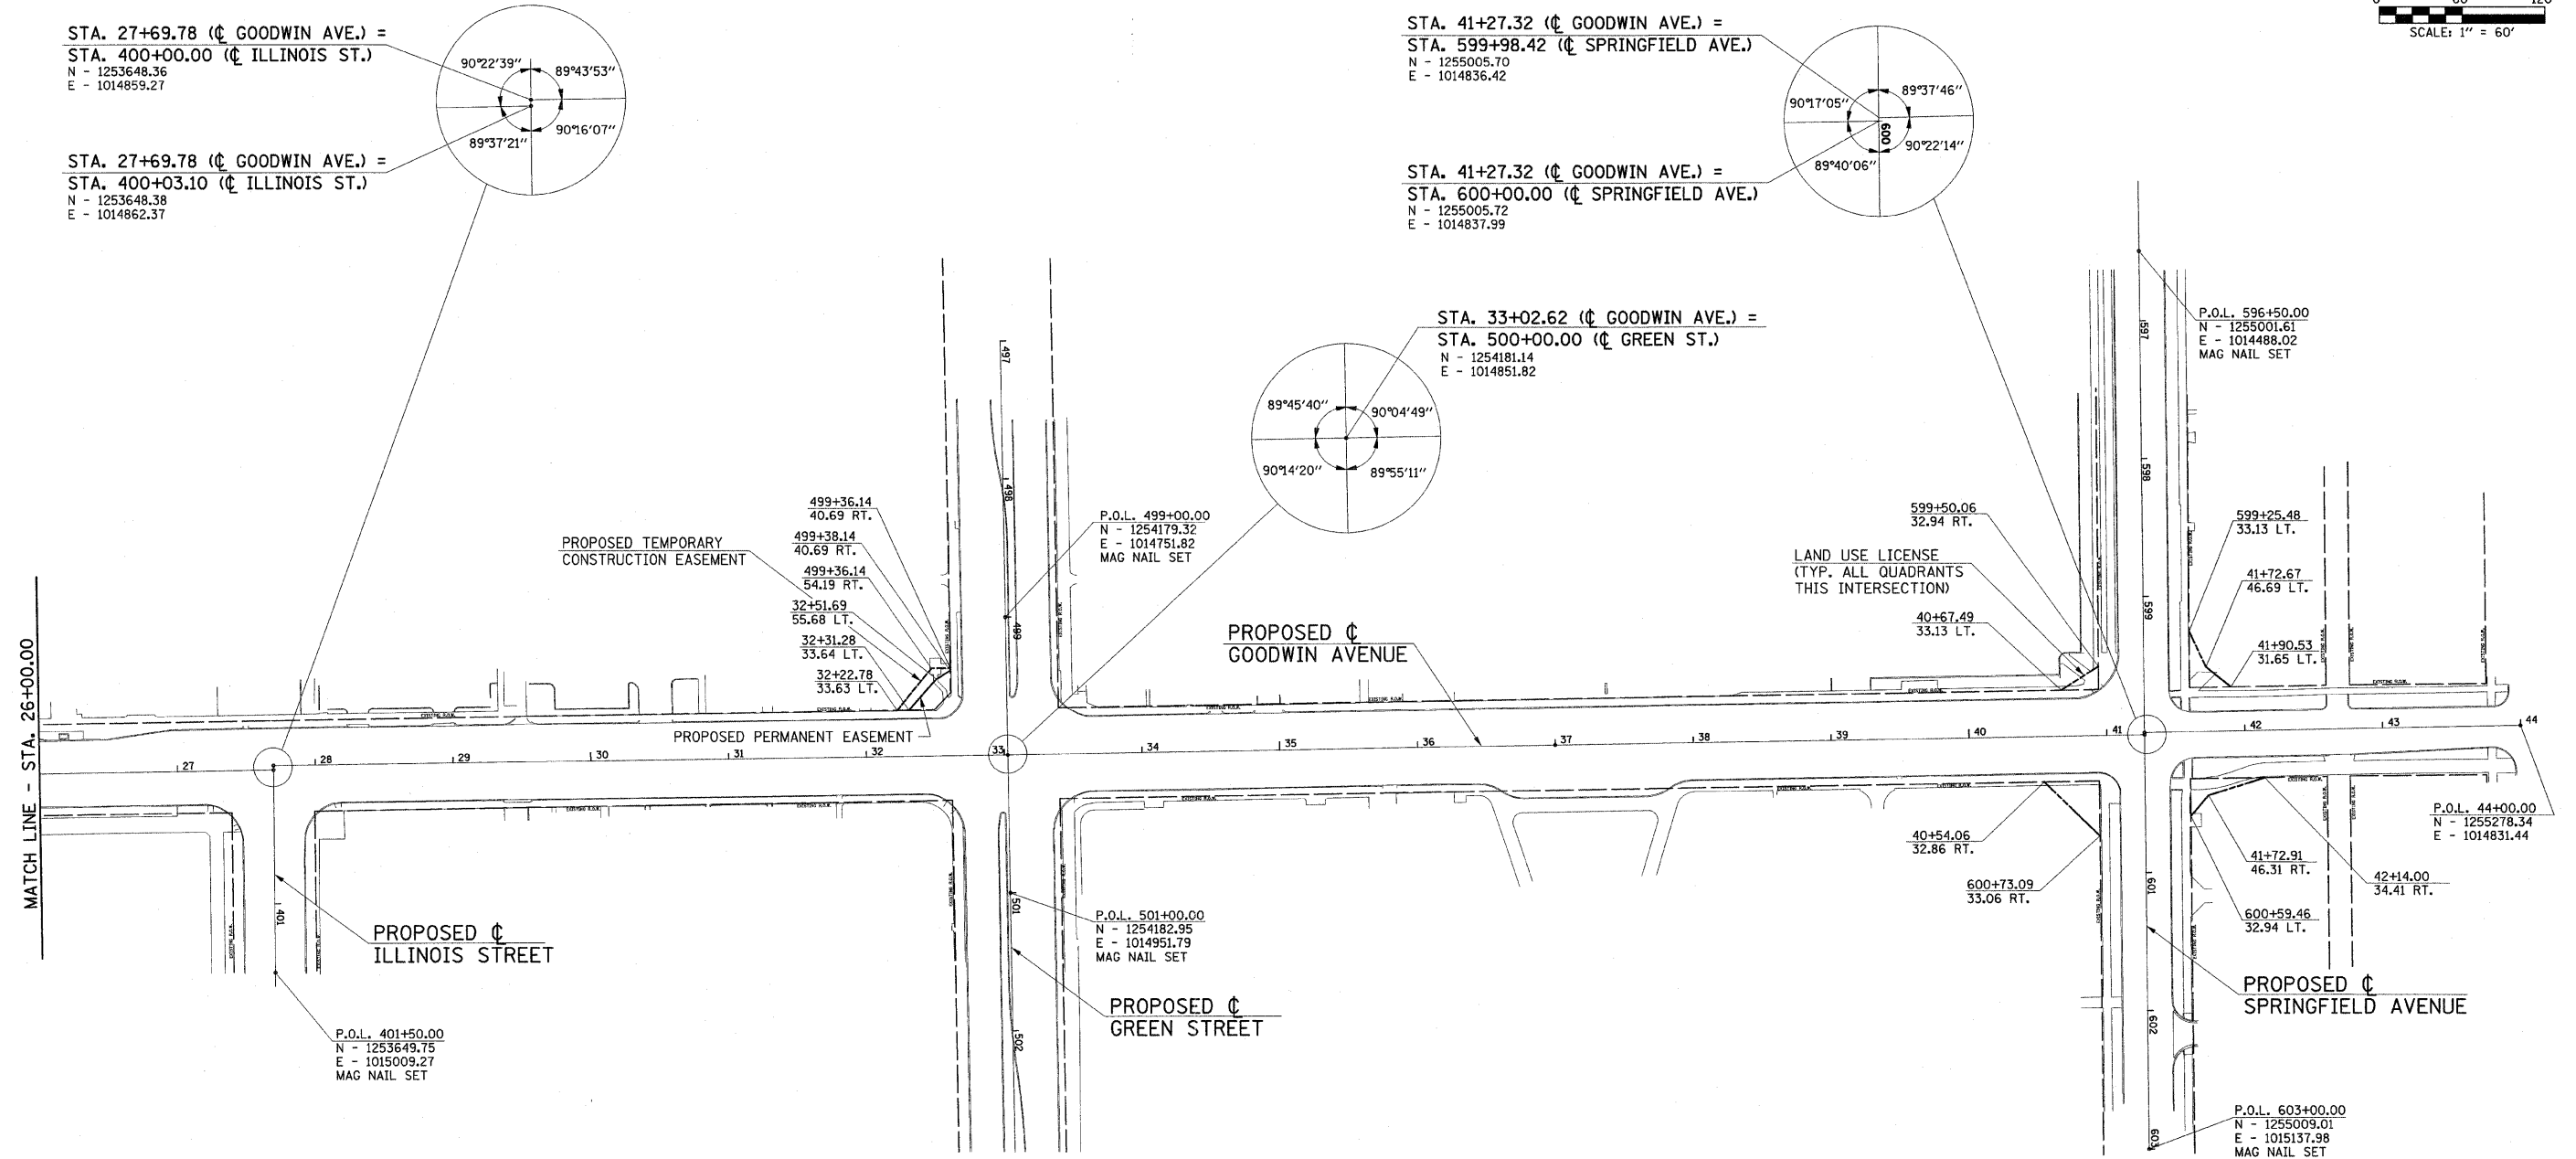 STA. 27+69.78 (℄ GOODWIN AVE.) =
STA. 400+00.00 (℄ ILLINOIS ST.)
N - 1253648.36
E - 1014859.27
90°22'39"
89°43'53"
89°37'21"
90°16'07"
STA. 27+69.78 (℄ GOODWIN AVE.) =
STA. 400+03.10 (℄ ILLINOIS ST.)
N - 1253648.38
E - 1014862.37
STA. 41+27.32 (℄ GOODWIN AVE.) =
STA. 599+98.42 (℄ SPRINGFIELD AVE.)
N - 1255005.70
E - 1014836.42
90°17'05"
89°37'46"
600
89°40'06"
90°22'14"
STA. 41+27.32 (℄ GOODWIN AVE.) =
STA. 600+00.00 (℄ SPRINGFIELD AVE.)
N - 1255005.72
E - 1014837.99
SCALE: 1" = 60'
STA. 33+02.62 (℄ GOODWIN AVE.) =
STA. 500+00.00 (℄ GREEN ST.)
N - 1254181.14
E - 1014851.82
89°45'40"
90°04'49"
90°14'20"
89°55'11"
P.O.L. 596+50.00
N - 1255001.61
E - 1014488.02
MAG NAIL SET
497
498
499
597
598
599
499+36.14
40.69 RT.
499+38.14
40.69 RT.
499+36.14
54.19 RT.
32+51.69
55.68 LT.
32+31.28
33.64 LT.
32+22.78
33.63 LT.
PROPOSED TEMPORARY
CONSTRUCTION EASEMENT
P.O.L. 499+00.00
N - 1254179.32
E - 1014751.82
MAG NAIL SET
599+50.06
32.94 RT.
LAND USE LICENSE
(TYP. ALL QUADRANTS
THIS INTERSECTION)
40+67.49
33.13 LT.
599+25.48
33.13 LT.
41+72.67
46.69 LT.
41+90.53
31.65 LT.
PROPOSED ℄
GOODWIN AVENUE
PROPOSED PERMANENT EASEMENT
MATCH LINE - STA. 26+00.00
27
28
29
30
31
32
33
34
35
36
37
38
39
40
41
42
43
44
401
501
502
601
602
603
PROPOSED ℄
ILLINOIS STREET
P.O.L. 401+50.00
N - 1253649.75
E - 1015009.27
MAG NAIL SET
P.O.L. 501+00.00
N - 1254182.95
E - 1014951.79
MAG NAIL SET
PROPOSED ℄
GREEN STREET
40+54.06
32.86 RT.
600+73.09
33.06 RT.
41+72.91
46.31 RT.
42+14.00
34.41 RT.
600+59.46
32.94 LT.
P.O.L. 44+00.00
N - 1255278.34
E - 1014831.44
PROPOSED ℄
SPRINGFIELD AVENUE
P.O.L. 603+00.00
N - 1255009.01
E - 1015137.98
MAG NAIL SET
EXISTING R.O.W.